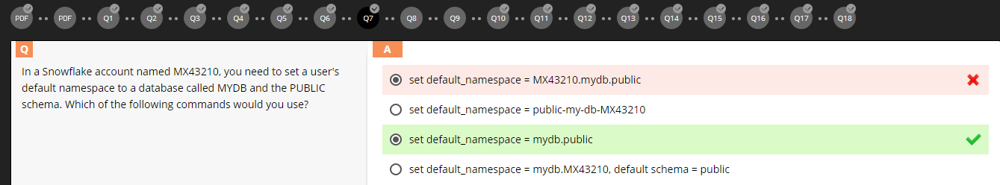 PDF PDF Q1 Q2 Q3 Q4 Q5 Q6 Q7 Q8 Q9 Q10 Q11 Q12 Q13 Q14 Q15 Q16 Q17 Q18
Q
In a Snowflake account named MX43210, you need to set a user's
default namespace to a database called MYDB and the PUBLIC
schema. Which of the following commands would you use?
A
set default_namespace = MX43210.mydb.public
set default_namespace = public-my-db-MX43210
set default_namespace = mydb.public
set default_namespace = mydb.MX43210, default schema = public